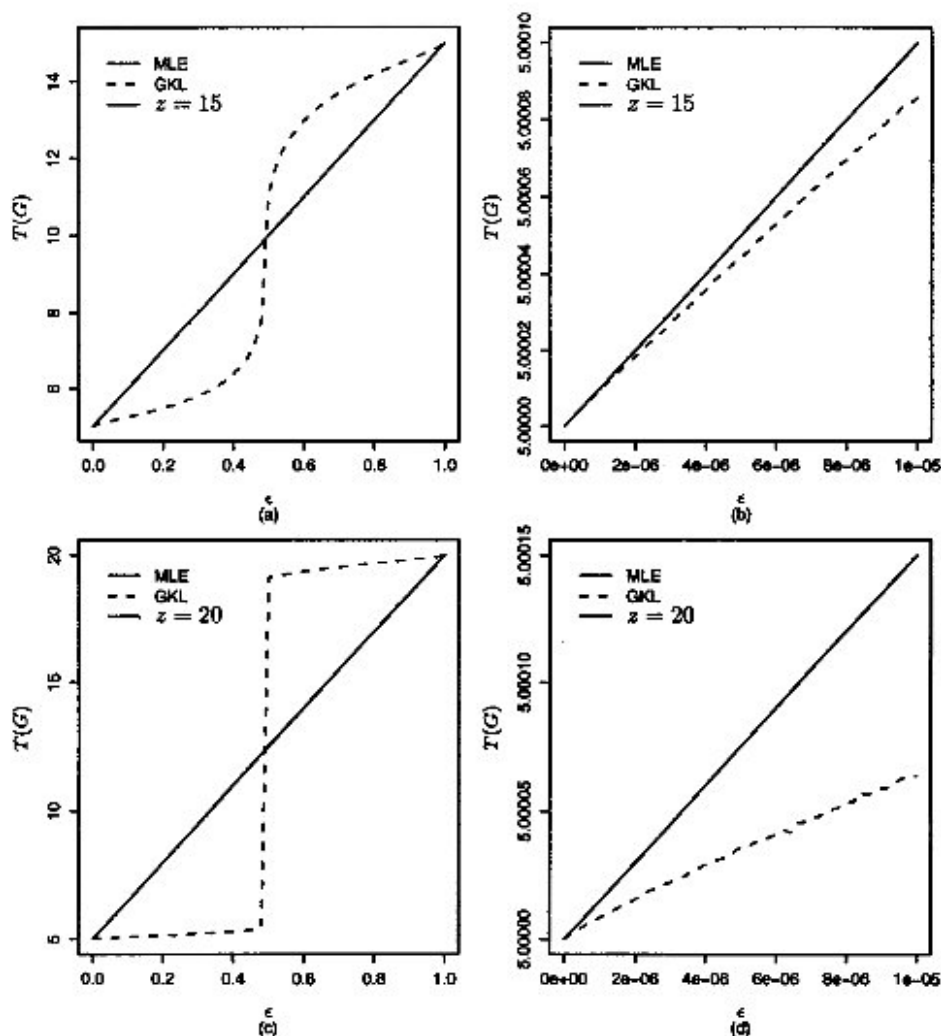 MLE
GKL
z = 15
T(G)
14
12
10
8
6
0.0 0.2 0.4 0.6 0.8 1.0
ϵ
(a)
MLE
GKL
z = 15
T(G)
5.00010
5.00008
5.00006
5.00004
5.00002
5.00000
0e+00 2e-06 4e-06 6e-06 8e-06 1e-05
ϵ
(b)
MLE
GKL
z = 20
T(G)
20
15
10
5
0.0 0.2 0.4 0.6 0.8 1.0
ϵ
(c)
MLE
GKL
z = 20
T(G)
5.00015
5.00010
5.00005
5.00000
0e+00 2e-06 4e-06 6e-06 8e-06 1e-05
ϵ
(d)